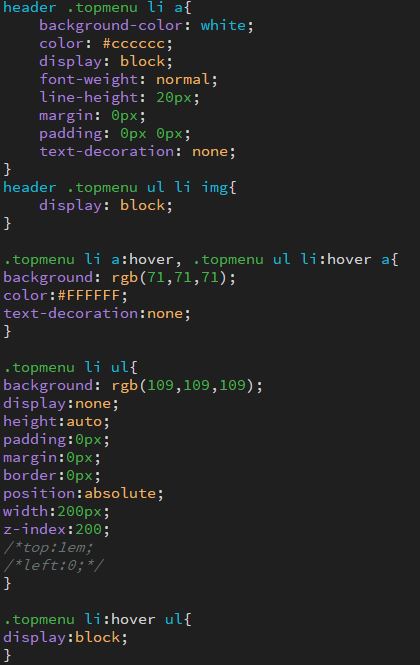 header .topmenu li a{
    background-color: white;
    color: #cccccc;
    display: block;
    font-weight: normal;
    line-height: 20px;
    margin: 0px;
    padding: 0px 0px;
    text-decoration: none;
}
header .topmenu ul li img{
    display: block;
}

.topmenu li a:hover, .topmenu ul li:hover a{
background: rgb(71,71,71);
color:#FFFFFF;
text-decoration:none;
}

.topmenu li ul{
background: rgb(109,109,109);
display:none;
height:auto;
padding:0px;
margin:0px;
border:0px;
position:absolute;
width:200px;
z-index:200;
/*top:1em;
/*left:0;*/
}

.topmenu li:hover ul{
display:block;
}